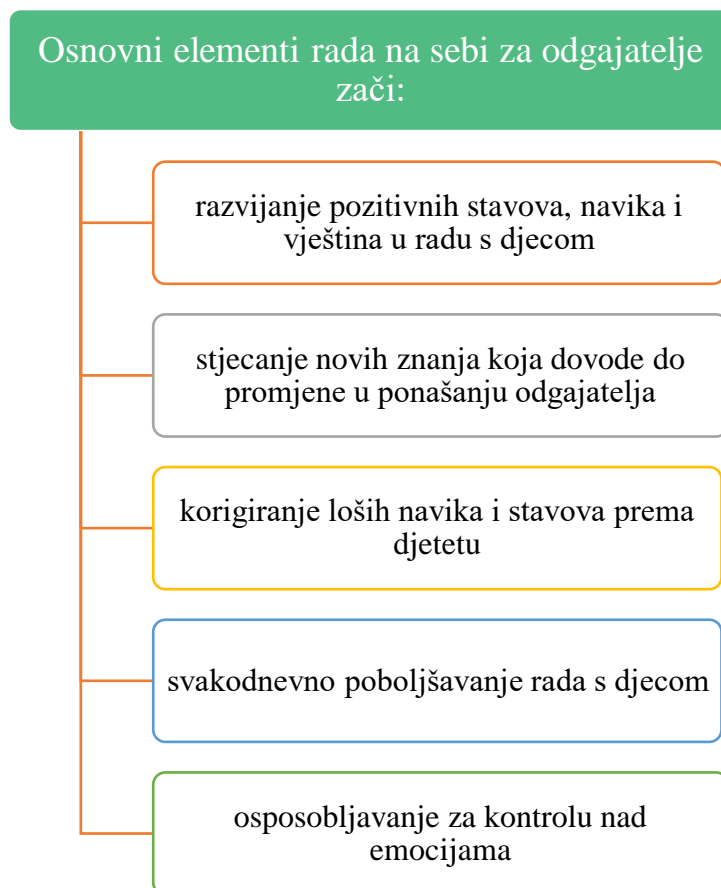 Osnovni elementi rada na sebi za odgajatelje
zači:
razvijanje pozitivnih stavova, navika i
vještina u radu s djecom
stjecanje novih znanja koja dovode do
promjene u ponašanju odgajatelja
korigiranje loših navika i stavova prema
djetetu
svakodnevno poboljšavanje rada s djecom
osposobljavanje za kontrolu nad
emocijama